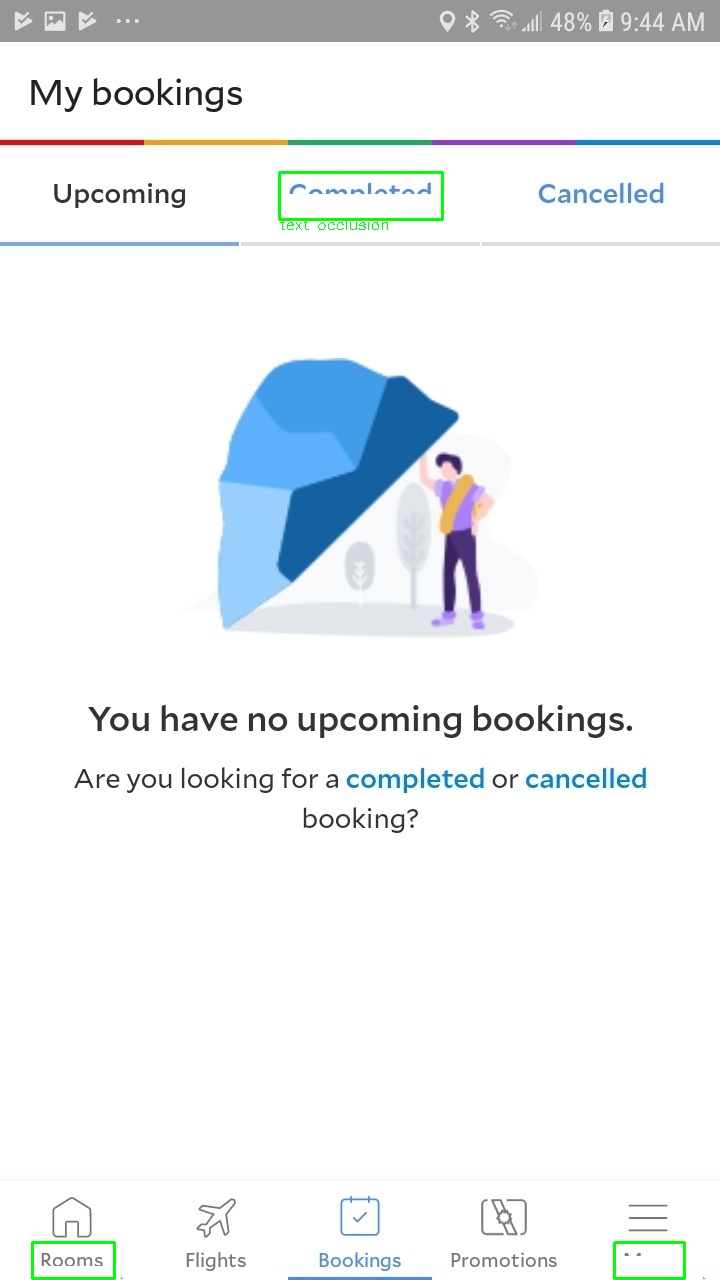 48% 9:44 AM
My bookings
Upcoming Completed Cancelled
text occlusion
You have no upcoming bookings.
Are you looking for a completed or cancelled
booking?
Rooms Flights Bookings Promotions